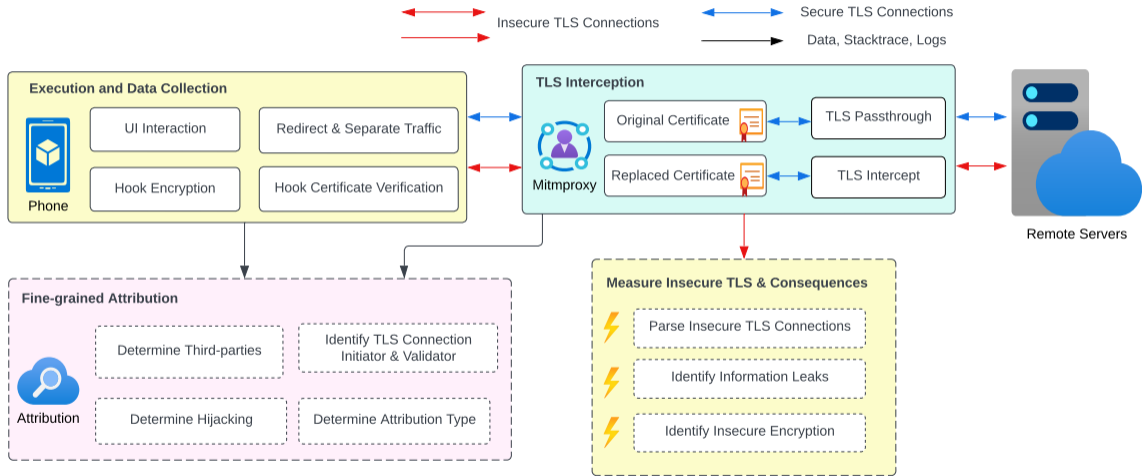 Insecure TLS Connections
Secure TLS Connections
Data, Stacktrace, Logs
Execution and Data Collection
UI Interaction
Redirect & Separate Traffic
Hook Encryption
Hook Certificate Verification
Phone
TLS Interception
Original Certificate
TLS Passthrough
Mitmproxy
Replaced Certificate
TLS Intercept
Remote Servers
Fine-grained Attribution
Determine Third-parties
Identify TLS Connection
Initiator & Validator
Attribution
Determine Hijacking
Determine Attribution Type
Measure Insecure TLS & Consequences
Parse Insecure TLS Connections
Identify Information Leaks
Identify Insecure Encryption